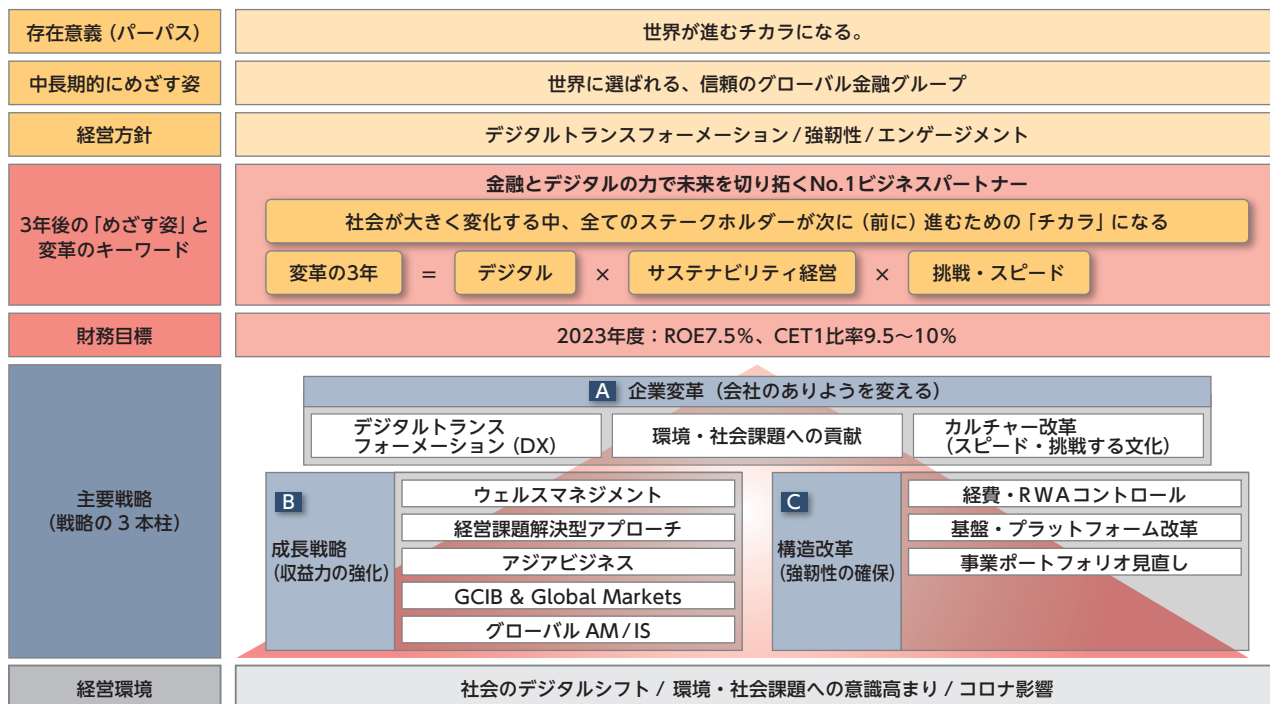 存在意義（パーパス）
世界が進むチカラになる。
中長期的にめざす姿
世界に選ばれる、信頼のグローバル金融グループ
経営方針
デジタルトランスフォーメーション / 強靭性 / エンゲージメント
3年後の「めざす姿」と
変革のキーワード
金融とデジタルの力で未来を切り拓くNo.1ビジネスパートナー
社会が大きく変化する中、全てのステークホルダーが次に（前に）進むための「チカラ」になる
変革の3年 = デジタル × サステナビリティ経営 × 挑戦・スピード
財務目標
2023年度：ROE7.5%、CET1比率9.5～10%
主要戦略
（戦略の３本柱）
A 企業変革（会社のありようを変える）
デジタルトランス
フォーメーション（DX）
環境・社会課題への貢献
カルチャー改革
（スピード・挑戦する文化）
B
成長戦略
（収益力の強化）
ウェルスマネジメント
経営課題解決型アプローチ
アジアビジネス
GCIB & Global Markets
グローバル AM / IS
C
構造改革
（強靭性の確保）
経費・RWAコントロール
基盤・プラットフォーム改革
事業ポートフォリオ見直し
経営環境
社会のデジタルシフト / 環境・社会課題への意識高まり / コロナ影響